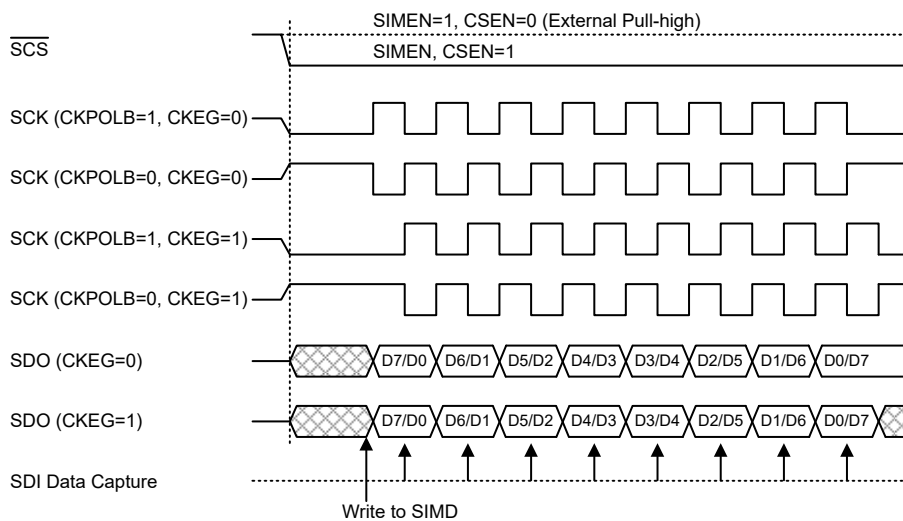 SIMEN=1, CSEN=0 (External Pull-high)
SCS
SIMEN, CSEN=1
SCK (CKPOLB=1, CKEG=0)
SCK (CKPOLB=0, CKEG=0)
SCK (CKPOLB=1, CKEG=1)
SCK (CKPOLB=0, CKEG=1)
SDO (CKEG=0) D7/D0 D6/D1 D5/D2 D4/D3 D3/D4 D2/D5 D1/D6 D0/D7
SDO (CKEG=1) D7/D0 D6/D1 D5/D2 D4/D3 D3/D4 D2/D5 D1/D6 D0/D7
SDI Data Capture
Write to SIMD